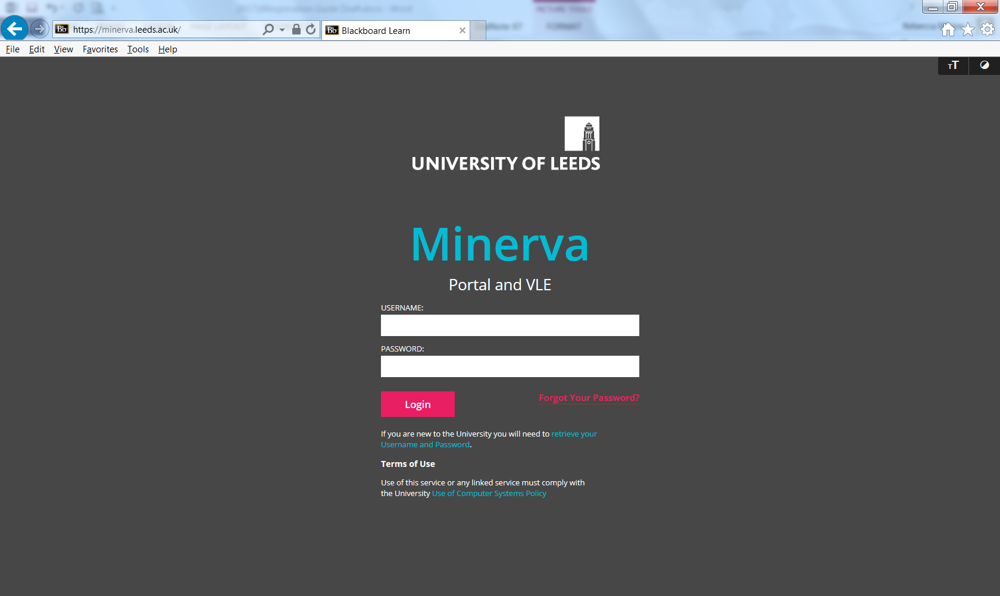 Bb https://minerva.leeds.ac.uk/
Bb Blackboard Learn
File Edit View Favorites Tools Help
TT
UNIVERSITY OF LEEDS
Minerva
Portal and VLE
USERNAME:
PASSWORD:
Login
Forgot Your Password?
If you are new to the University you will need to retrieve your
Username and Password.
Terms of Use
Use of this service or any linked service must comply with
the University Use of Computer Systems Policy